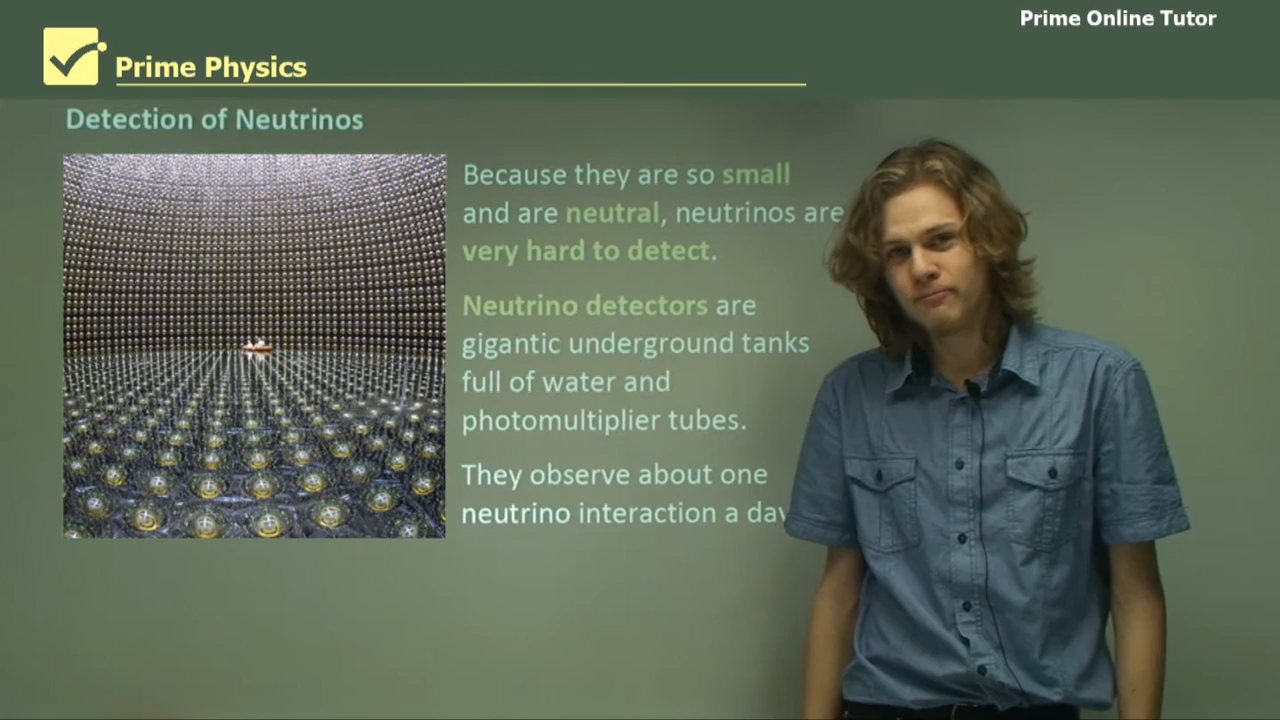 Prime Online Tutor
Prime Physics
Detection of Neutrinos
Because they are so small
and are neutral, neutrinos are
very hard to detect.
Neutrino detectors are
gigantic underground tanks
full of water and
photomultiplier tubes.
They observe about one
neutrino interaction a day